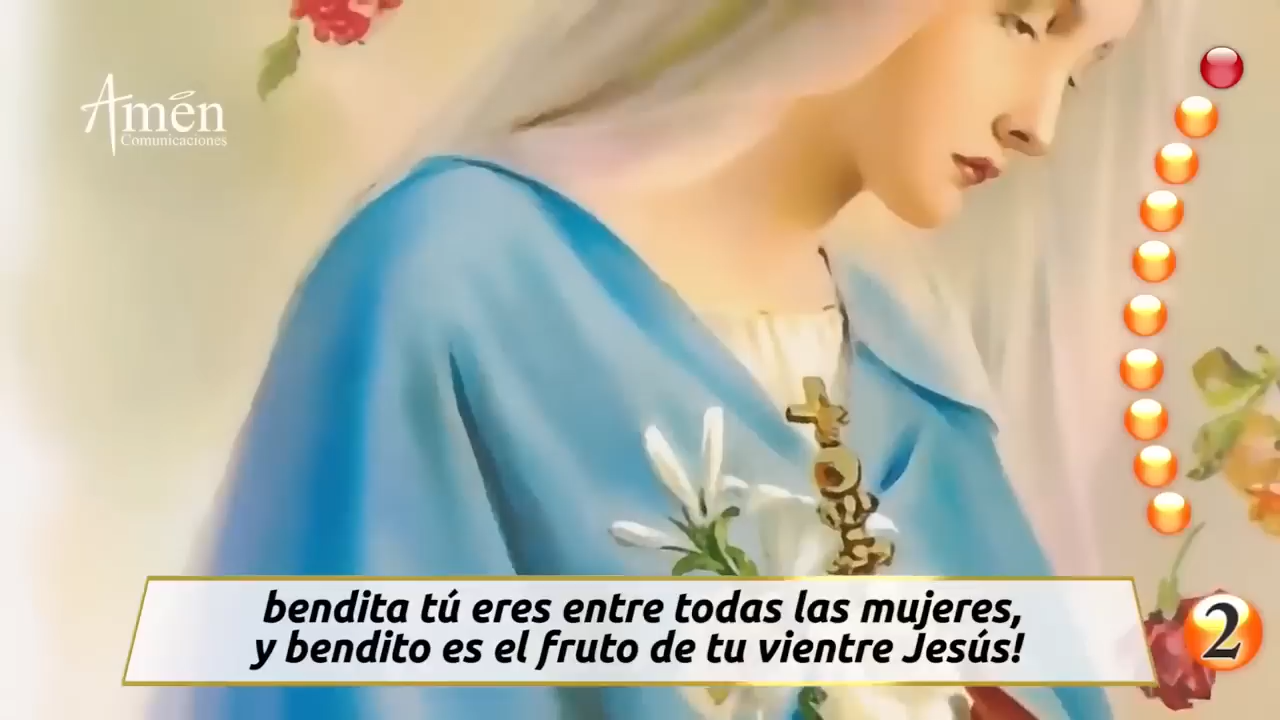 Amén
Comunicaciones
bendita tú eres entre todas las mujeres,
y bendito es el fruto de tu vientre Jesús!
2